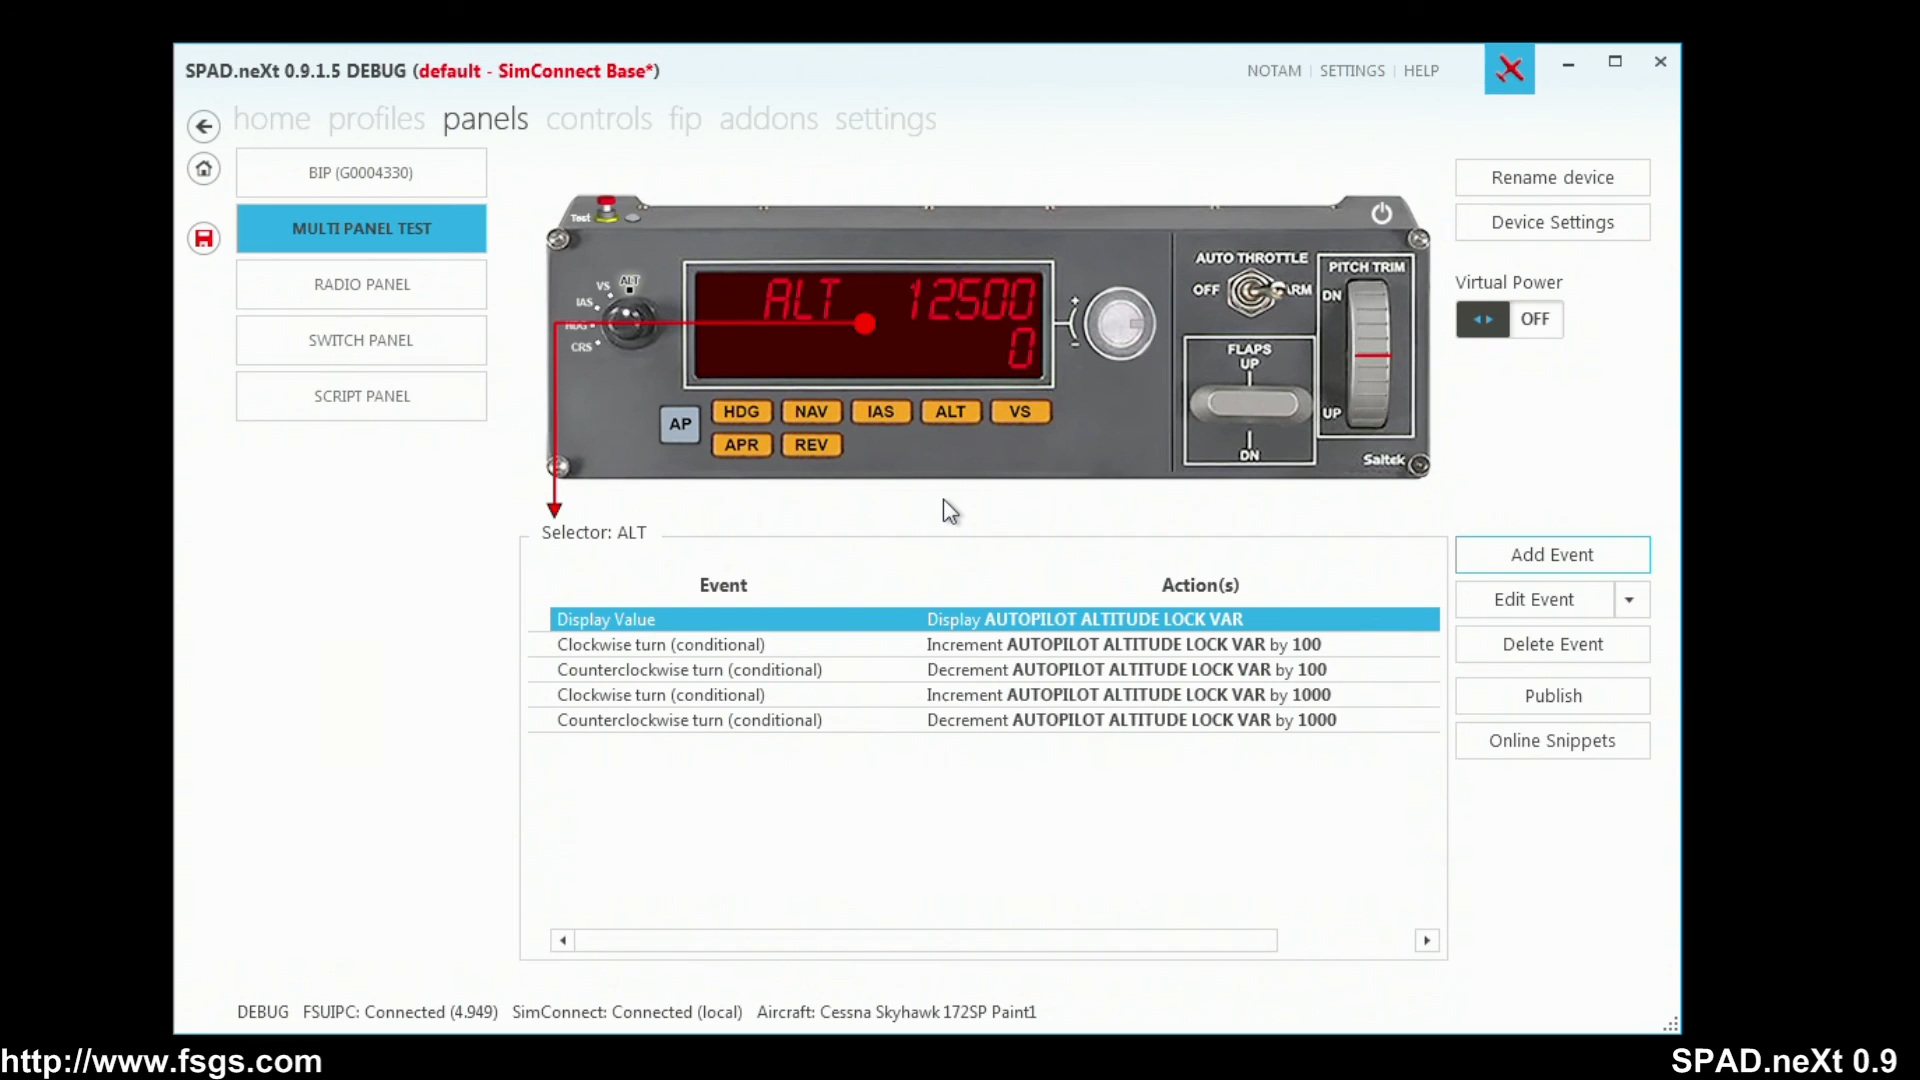 SPAD.neXt 0.9.1.5 DEBUG (default - SimConnect Base*)
NOTAM | SETTINGS | HELP
home profiles panels controls fip addons settings
BIP (G0004330)
MULTI PANEL TEST
RADIO PANEL
SWITCH PANEL
SCRIPT PANEL
Test
VS
ALT
IAS
HDG
CRS
ALT 12500
0
+
-
AP
HDG NAV IAS ALT VS
APR REV
AUTO THROTTLE
OFF ARM
FLAPS
UP
DN
PITCH TRIM
DN
UP
Saitek
Rename device
Device Settings
Virtual Power
OFF
Selector: ALT
Event Action(s)
Display Value Display AUTOPILOT ALTITUDE LOCK VAR
Clockwise turn (conditional) Increment AUTOPILOT ALTITUDE LOCK VAR by 100
Counterclockwise turn (conditional) Decrement AUTOPILOT ALTITUDE LOCK VAR by 100
Clockwise turn (conditional) Increment AUTOPILOT ALTITUDE LOCK VAR by 1000
Counterclockwise turn (conditional) Decrement AUTOPILOT ALTITUDE LOCK VAR by 1000
Add Event
Edit Event
Delete Event
Publish
Online Snippets
DEBUG FSUIPC: Connected (4.949) SimConnect: Connected (local) Aircraft: Cessna Skyhawk 172SP Paint1
http://www.fsgs.com
SPAD.neXt 0.9